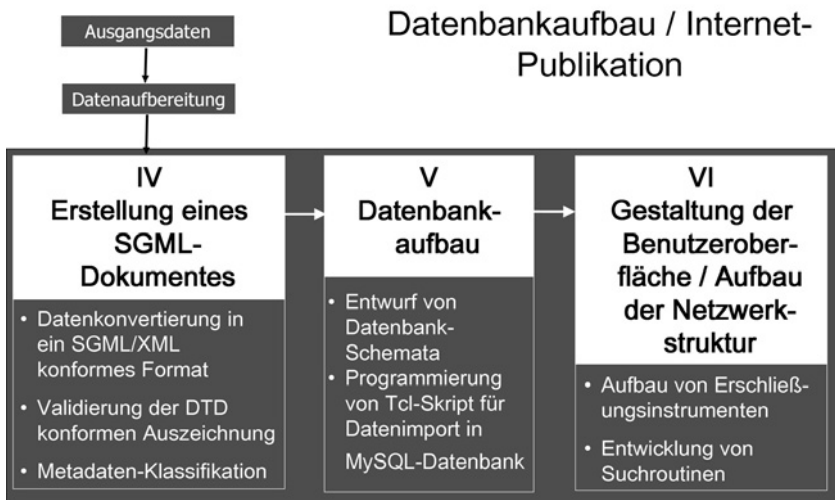 Datenbankaufbau / Internet-
Publikation
Ausgangsdaten
Datenaufbereitung
IV
Erstellung eines
SGML-
Dokumentes
• Datenkonvertierung in
ein SGML/XML
konformes Format
• Validierung der DTD
konformen Auszeichnung
• Metadaten-Klassifikation
V
Datenbank-
aufbau
• Entwurf von
Datenbank-
Schemata
• Programmierung
von Tcl-Skript für
Datenimport in
MySQL-Datenbank
VI
Gestaltung der
Benutzerober-
fläche / Aufbau
der Netzwerk-
struktur
• Aufbau von Erschließ-
ungsinstrumenten
• Entwicklung von
Suchroutinen